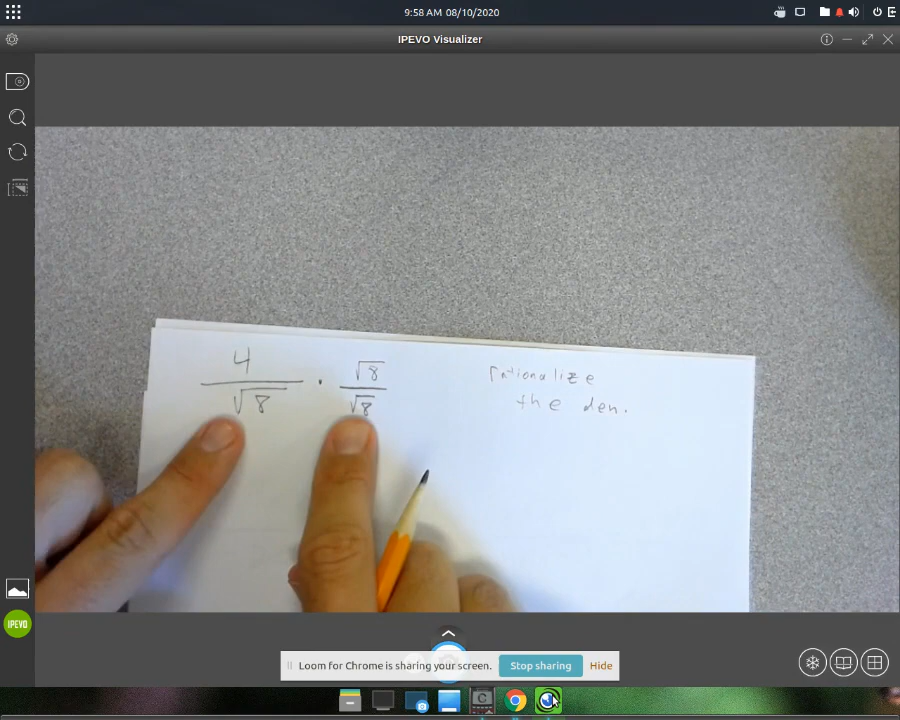 9:58 AM 08/10/2020
IPEVO Visualizer
4/√8 · √8/√8
rationalize
the den.
IPEVO
Loom for Chrome is sharing your screen. Stop sharing Hide